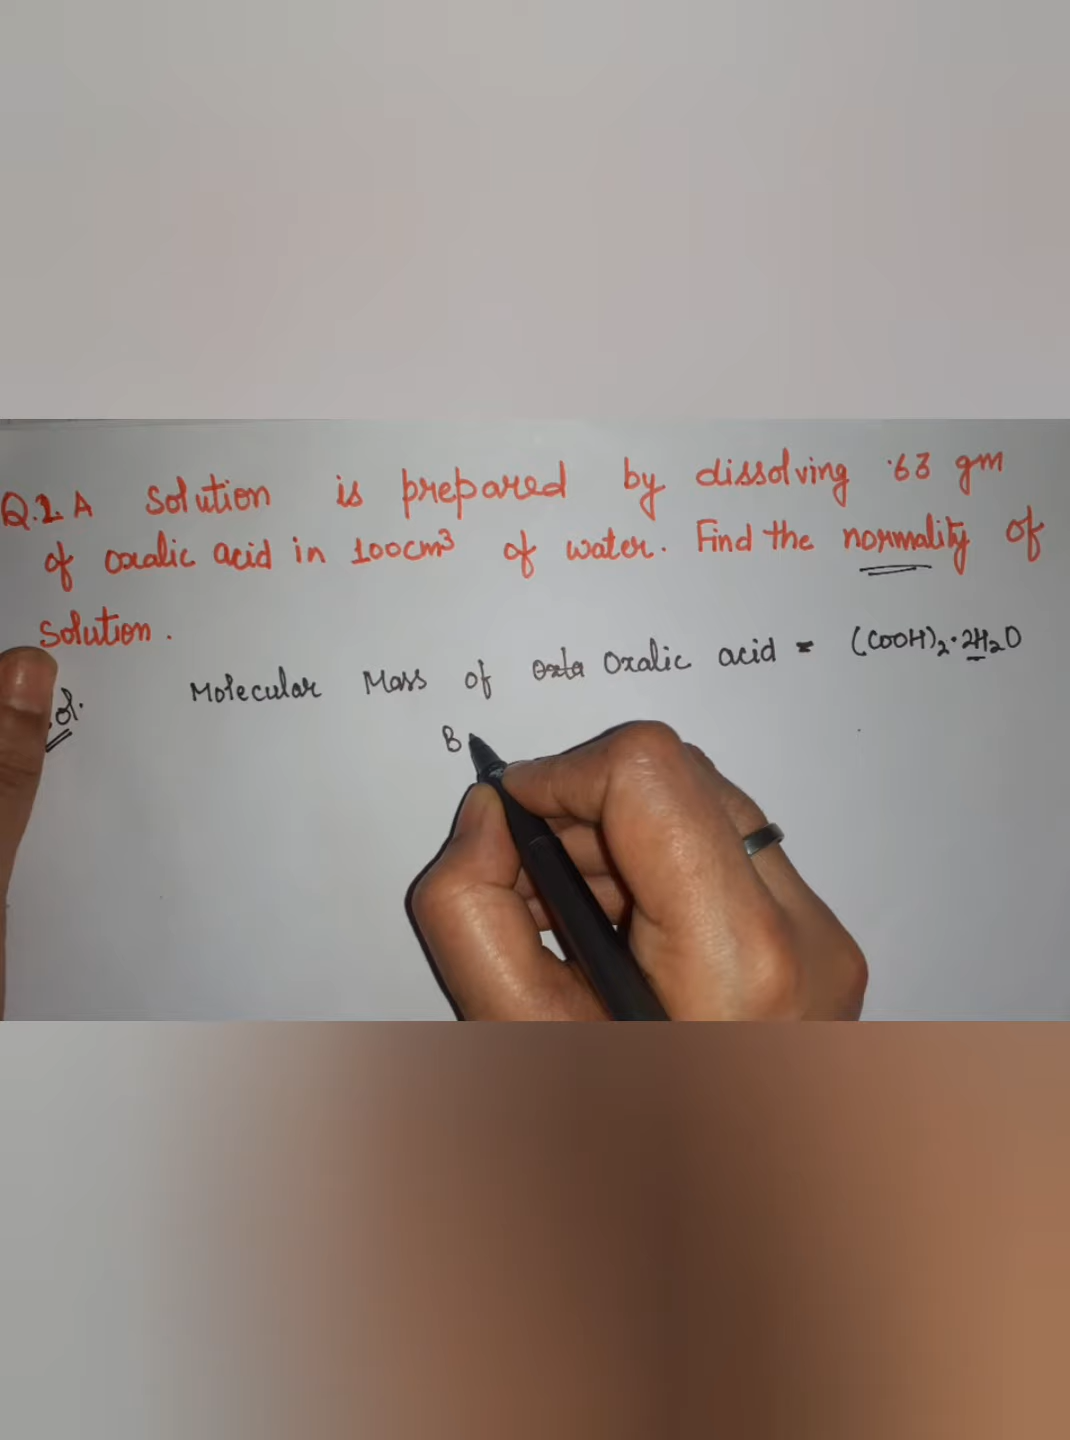 Q.1. A solution is prepared by dissolving .63 gm
of oxalic acid in 100cm³ of water. Find the normality of
solution.
Molecular Mass of Oxalic acid = (COOH)₂·2H₂O
ol.
B